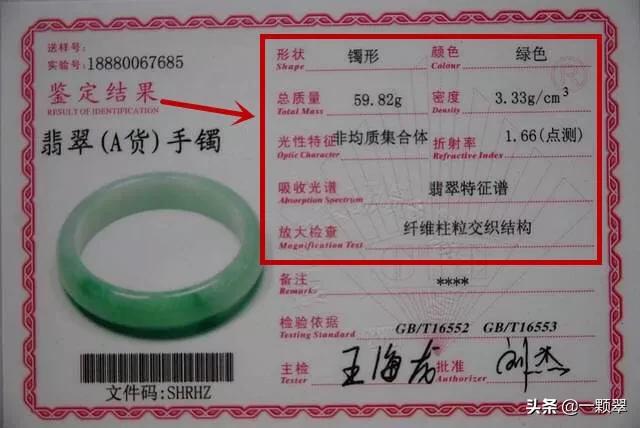 送样号:
实验号: 18880067685
鉴定结果
RESULT OF IDENTIFICATION
翡翠(A货)手镯
文件码:SHRHZ
形状 镯形 颜色 绿色
Shape Colour
总质量 59.82g 密度 3.33g/cm³
Total Mass Density
光性特征 非均质集合体 折射率 1.66(点测)
Optic Character Refractive Index
吸收光谱 翡翠特征谱
Absorption Spectrum
放大检查 纤维柱粒交织结构
Magnification Test
备注 ****
Remarks
检验依据 GB/T16552 GB/T16553
Testing Standard
主检 王海龙 批准 刘杰
Tester Authorizer
头条 @一颗翠